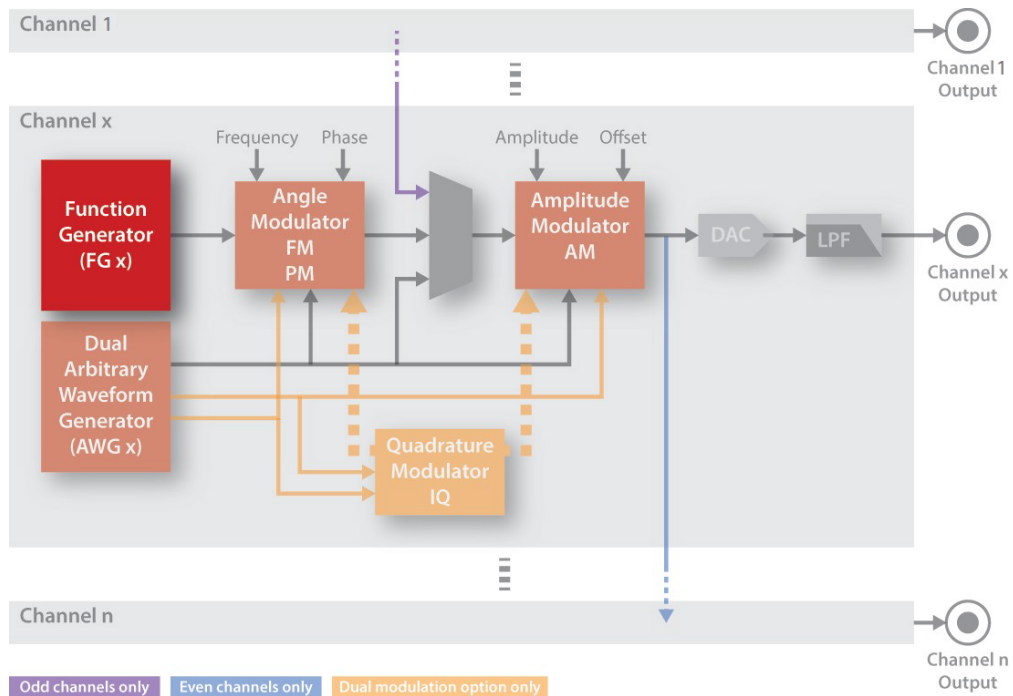 Channel 1
Channel 1
Output
Channel x
Frequency
Phase
Amplitude
Offset
Function
Generator
(FG x)
Angle
Modulator
FM
PM
Amplitude
Modulator
AM
DAC
LPF
Channel x
Output
Dual
Arbitrary
Waveform
Generator
(AWG x)
Quadrature
Modulator
IQ
Channel n
Channel n
Output
Odd channels only
Even channels only
Dual modulation option only